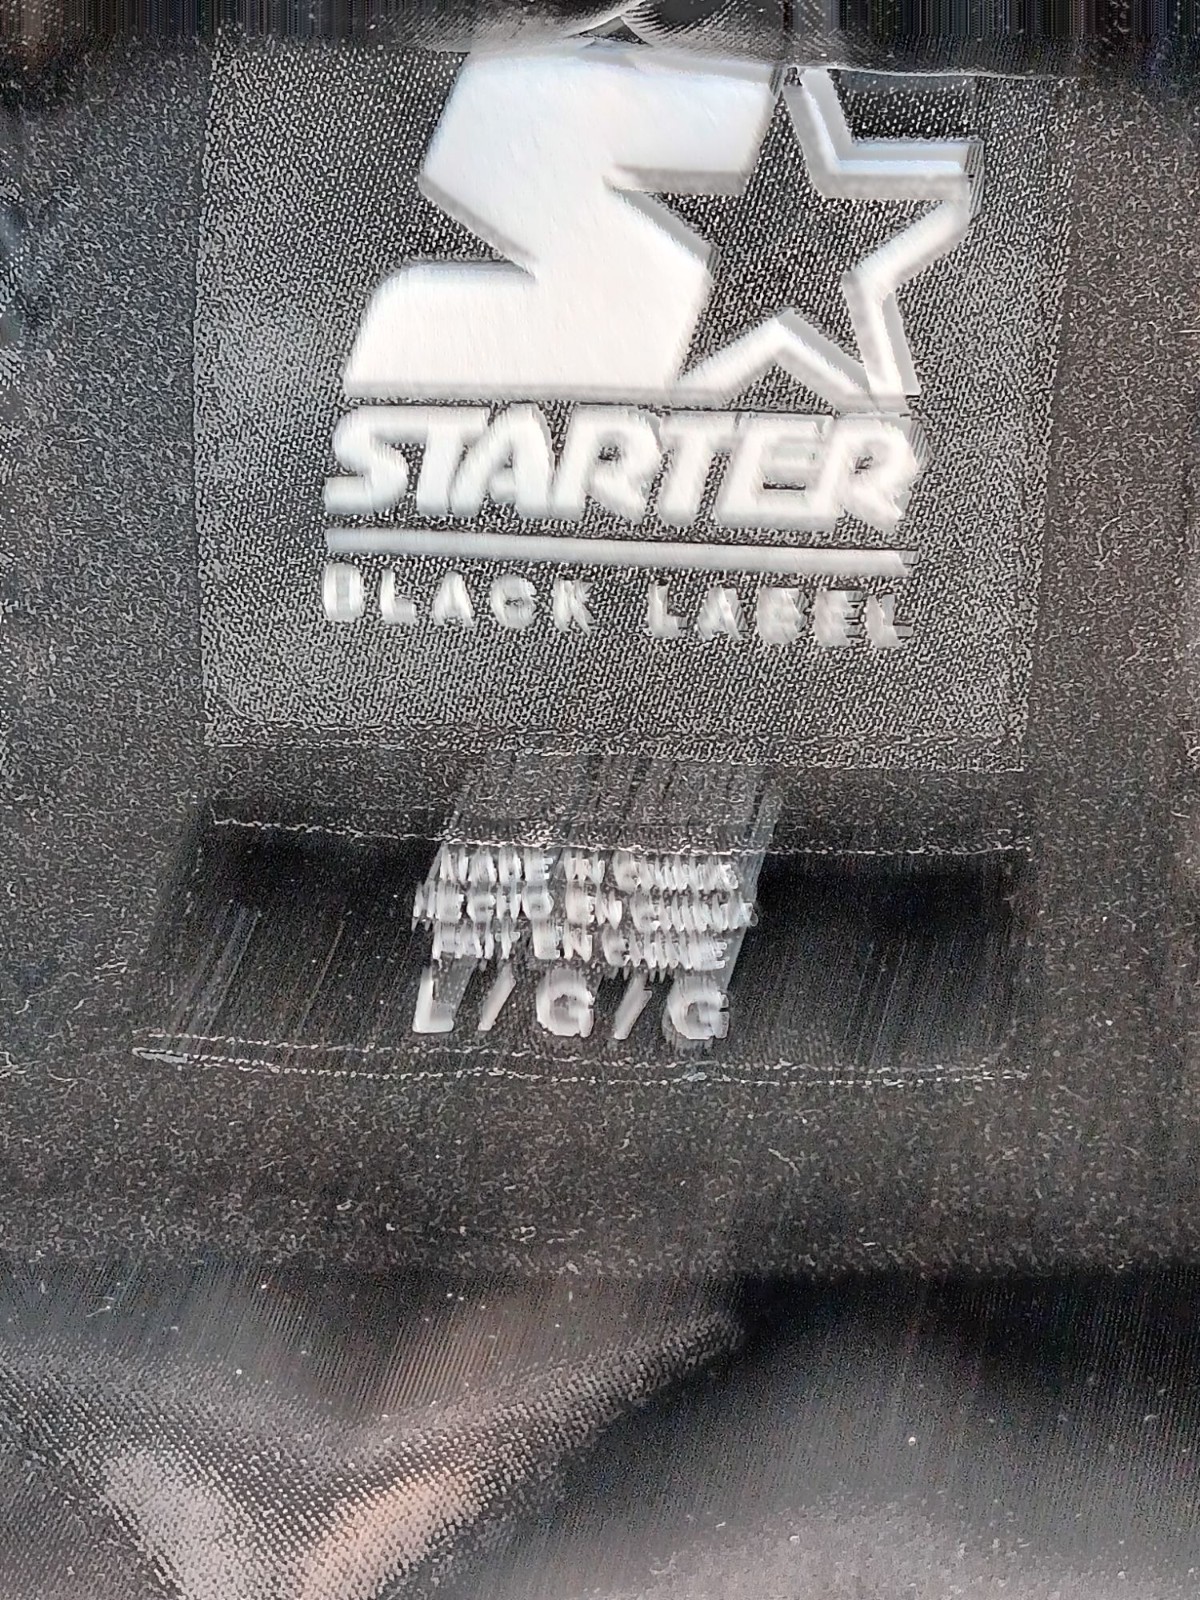 STARTER
BLACK LABEL
MADE IN CHINA
HECHO EN CHINA
FAIT EN CHINE
L / G / G